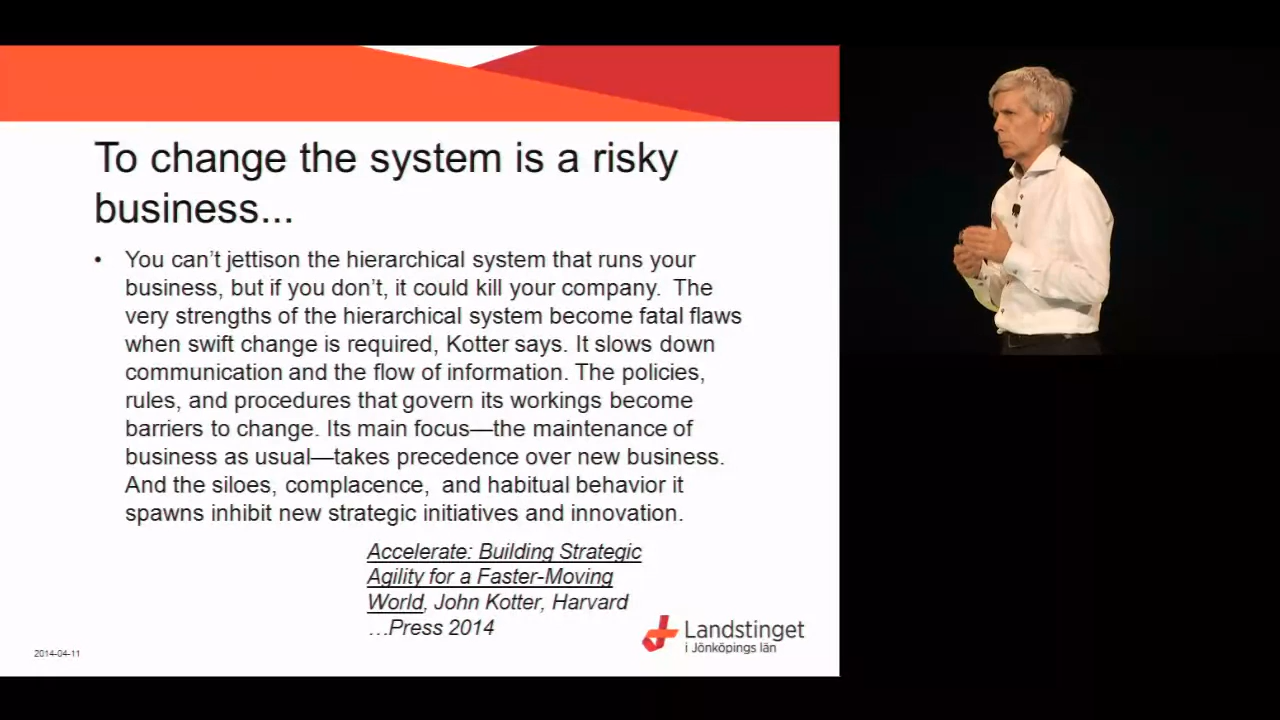 To change the system is a risky
business...
• You can’t jettison the hierarchical system that runs your
business, but if you don’t, it could kill your company.  The
very strengths of the hierarchical system become fatal flaws
when swift change is required, Kotter says. It slows down
communication and the flow of information. The policies,
rules, and procedures that govern its workings become
barriers to change. Its main focus—the maintenance of
business as usual—takes precedence over new business.
And the siloes, complacence,  and habitual behavior it
spawns inhibit new strategic initiatives and innovation.
Accelerate: Building Strategic
Agility for a Faster-Moving
World, John Kotter, Harvard
…Press 2014
Landstinget
i Jönköpings län
2014-04-11